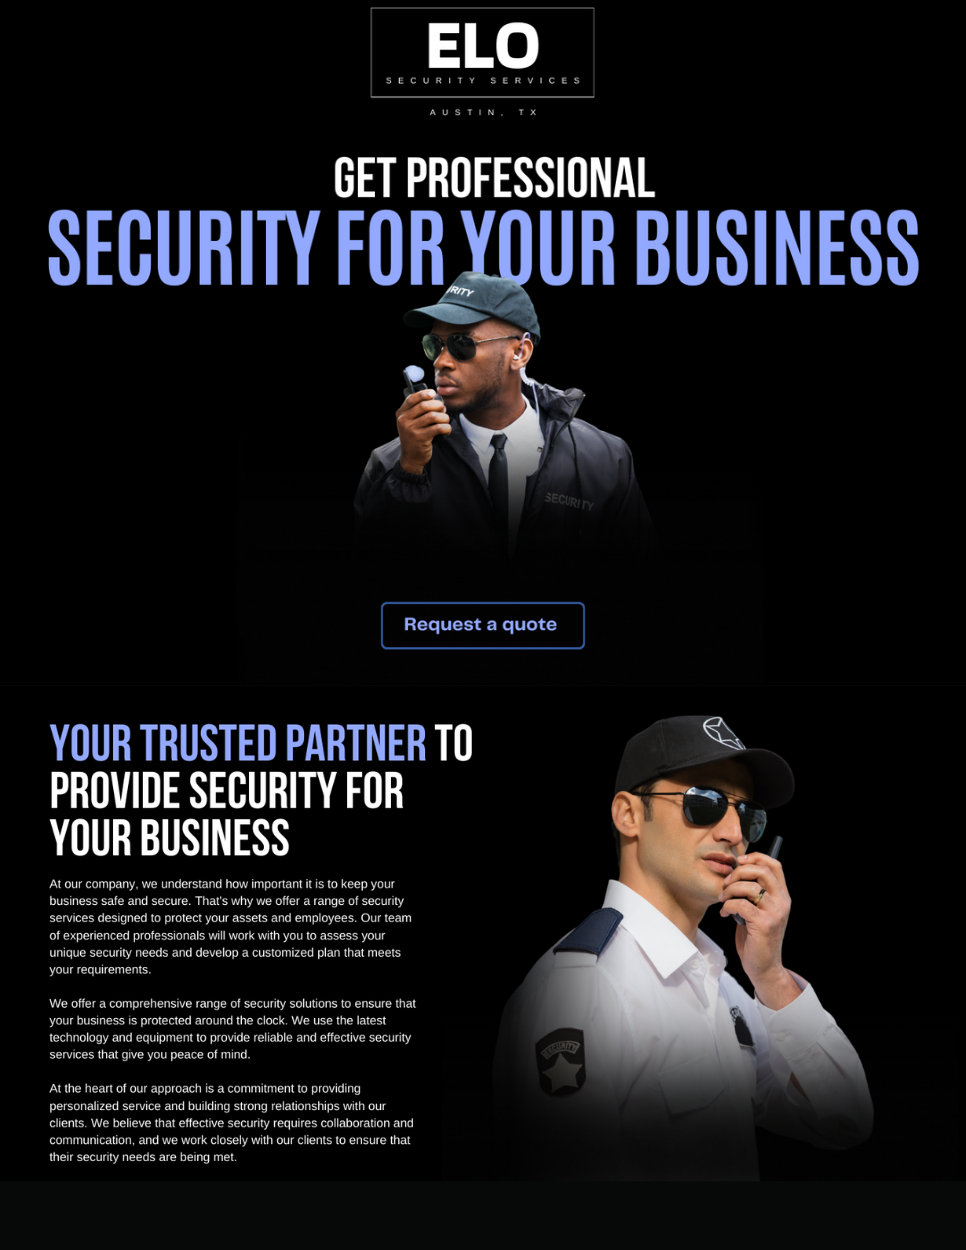 ELO
SECURITY SERVICES
AUSTIN, TX
GET PROFESSIONAL
SECURITY FOR YOUR BUSINESS
SECURITY
Request a quote
YOUR TRUSTED PARTNER TO
PROVIDE SECURITY FOR
YOUR BUSINESS
At our company, we understand how important it is to keep your
business safe and secure. That's why we offer a range of security
services designed to protect your assets and employees. Our team
of experienced professionals will work with you to assess your
unique security needs and develop a customized plan that meets
your requirements.
We offer a comprehensive range of security solutions to ensure that
your business is protected around the clock. We use the latest
technology and equipment to provide reliable and effective security
services that give you peace of mind.
At the heart of our approach is a commitment to providing
personalized service and building strong relationships with our
clients. We believe that effective security requires collaboration and
communication, and we work closely with our clients to ensure that
their security needs are being met.
SECURITY